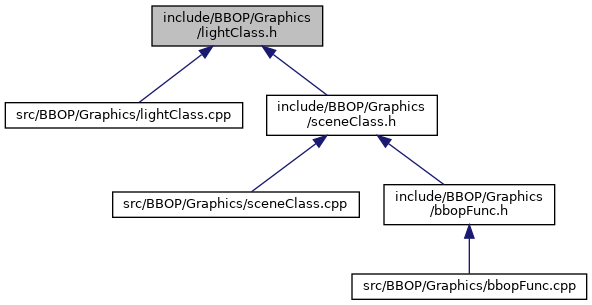 include/BBOP/Graphics
/lightClass.h
src/BBOP/Graphics/lightClass.cpp
include/BBOP/Graphics
/sceneClass.h
src/BBOP/Graphics/sceneClass.cpp
include/BBOP/Graphics
/bbopFunc.h
src/BBOP/Graphics/bbopFunc.cpp